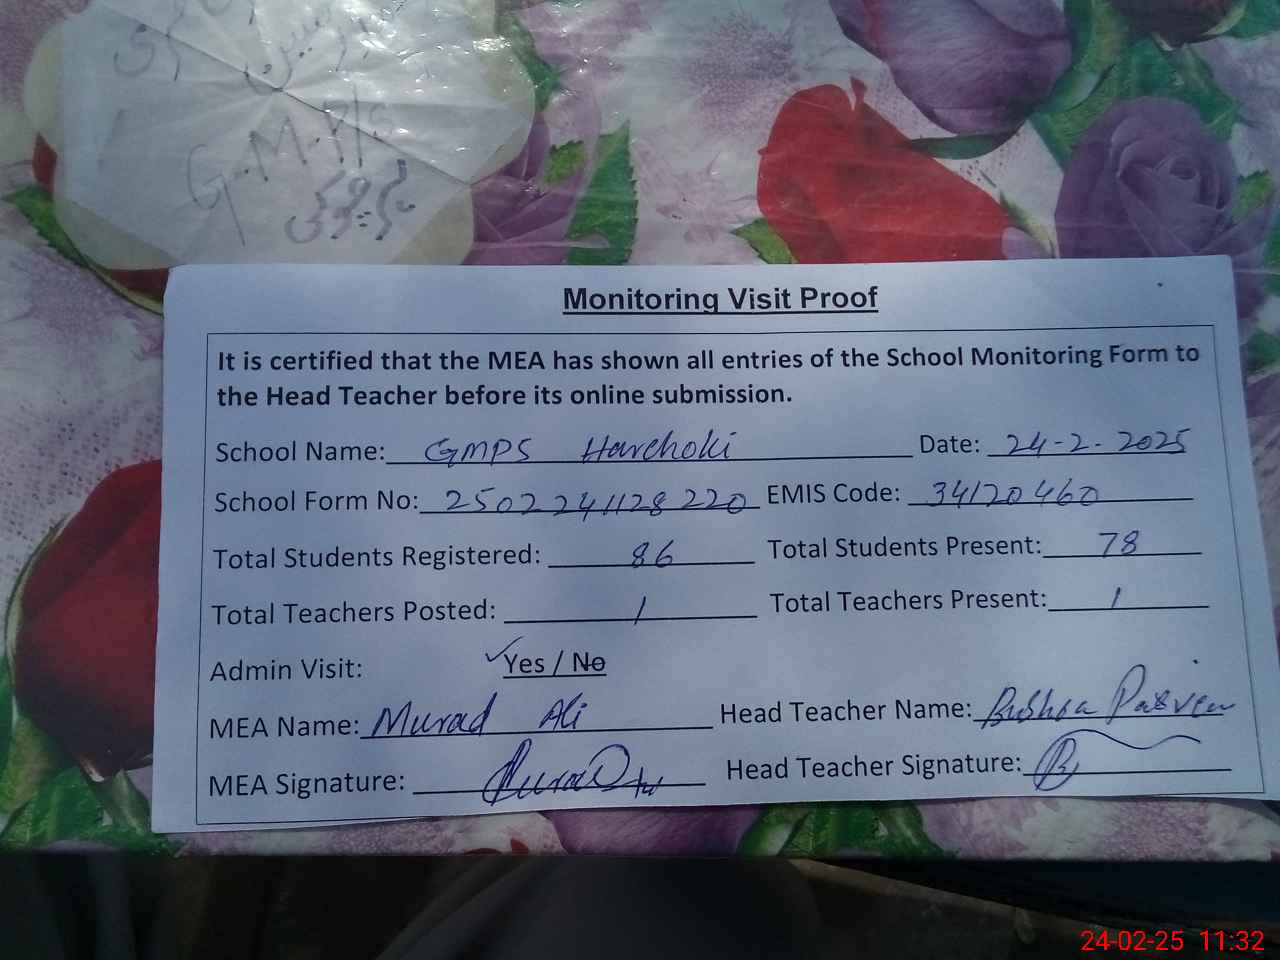 G.M.P/S
ہرچوکی
Monitoring Visit Proof
It is certified that the MEA has shown all entries of the School Monitoring Form to
the Head Teacher before its online submission.
School Name: GMPS Harchoki Date: 24-2-2025
School Form No: 2502241128220 EMIS Code: 34120460
Total Students Registered: 86 Total Students Present: 78
Total Teachers Posted: 1 Total Teachers Present: 1
Admin Visit: ✓Yes / No
MEA Name: Murad Ali Head Teacher Name: Bushra Parveen
MEA Signature: Head Teacher Signature:
24-02-25 11:32